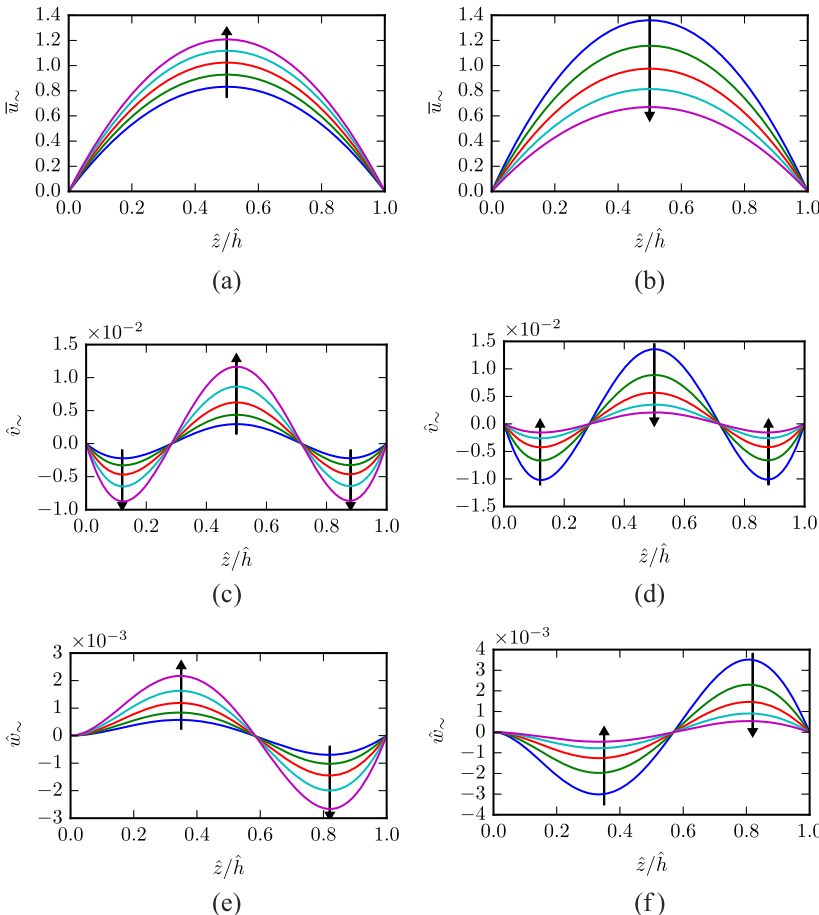 1.4 1.2 1.0 0.8 0.6 0.4 0.2 0.0
u̅~
0.0 0.2 0.4 0.6 0.8 1.0
ẑ/ĥ
(a)
1.4 1.2 1.0 0.8 0.6 0.4 0.2 0.0
u̅~
0.0 0.2 0.4 0.6 0.8 1.0
ẑ/ĥ
(b)
×10⁻²
1.5 1.0 0.5 0.0 −0.5 −1.0
v̂~
0.0 0.2 0.4 0.6 0.8 1.0
ẑ/ĥ
(c)
×10⁻²
1.5 1.0 0.5 0.0 −0.5 −1.0 −1.5
v̂~
0.0 0.2 0.4 0.6 0.8 1.0
ẑ/ĥ
(d)
×10⁻³
3 2 1 0 −1 −2 −3
ŵ~
0.0 0.2 0.4 0.6 0.8 1.0
ẑ/ĥ
(e)
×10⁻³
4 3 2 1 0 −1 −2 −3 −4
ŵ~
0.0 0.2 0.4 0.6 0.8 1.0
ẑ/ĥ
(f)